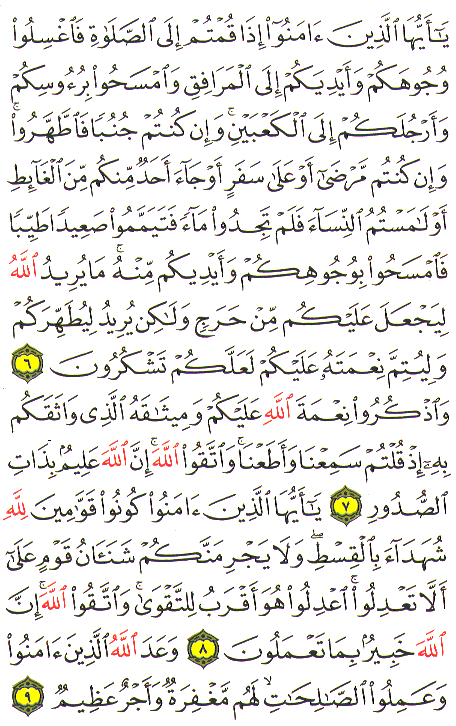 يَـٰٓأَيُّهَا ٱلَّذِينَ ءَامَنُوٓا۟ إِذَا قُمْتُمْ إِلَى ٱلصَّلَوٰةِ فَٱغْسِلُوا۟
وُجُوهَكُمْ وَأَيْدِيَكُمْ إِلَى ٱلْمَرَافِقِ وَٱمْسَحُوا۟ بِرُءُوسِكُمْ
وَأَرْجُلَكُمْ إِلَى ٱلْكَعْبَيْنِ ۚ وَإِن كُنتُمْ جُنُبًا فَٱطَّهَّرُوا۟ ۚ
وَإِن كُنتُم مَّرْضَىٰٓ أَوْ عَلَىٰ سَفَرٍ أَوْ جَآءَ أَحَدٌ مِّنكُم مِّنَ ٱلْغَآئِطِ
أَوْ لَـٰمَسْتُمُ ٱلنِّسَآءَ فَلَمْ تَجِدُوا۟ مَآءً فَتَيَمَّمُوا۟ صَعِيدًا طَيِّبًا
فَٱمْسَحُوا۟ بِوُجُوهِكُمْ وَأَيْدِيكُم مِّنْهُ ۚ مَا يُرِيدُ ٱللَّهُ
لِيَجْعَلَ عَلَيْكُم مِّنْ حَرَجٍ وَلَـٰكِن يُرِيدُ لِيُطَهِّرَكُمْ
وَلِيُتِمَّ نِعْمَتَهُۥ عَلَيْكُمْ لَعَلَّكُمْ تَشْكُرُونَ ٦
وَٱذْكُرُوا۟ نِعْمَةَ ٱللَّهِ عَلَيْكُمْ وَمِيثَـٰقَهُ ٱلَّذِى وَاثَقَكُم
بِهِۦٓ إِذْ قُلْتُمْ سَمِعْنَا وَأَطَعْنَا ۖ وَٱتَّقُوا۟ ٱللَّهَ ۚ إِنَّ ٱللَّهَ عَلِيمٌۢ بِذَاتِ
ٱلصُّدُورِ ٧ يَـٰٓأَيُّهَا ٱلَّذِينَ ءَامَنُوا۟ كُونُوا۟ قَوَّٰمِينَ لِلَّهِ
شُهَدَآءَ بِٱلْقِسْطِ ۖ وَلَا يَجْرِمَنَّكُمْ شَنَـَٔانُ قَوْمٍ عَلَىٰٓ
أَلَّا تَعْدِلُوا۟ ۚ ٱعْدِلُوا۟ هُوَ أَقْرَبُ لِلتَّقْوَىٰ ۖ وَٱتَّقُوا۟ ٱللَّهَ ۚ إِنَّ
ٱللَّهَ خَبِيرٌۢ بِمَا تَعْمَلُونَ ٨ وَعَدَ ٱللَّهُ ٱلَّذِينَ ءَامَنُوا۟
وَعَمِلُوا۟ ٱلصَّـٰلِحَـٰتِ ۙ لَهُم مَّغْفِرَةٌ وَأَجْرٌ عَظِيمٌ ٩